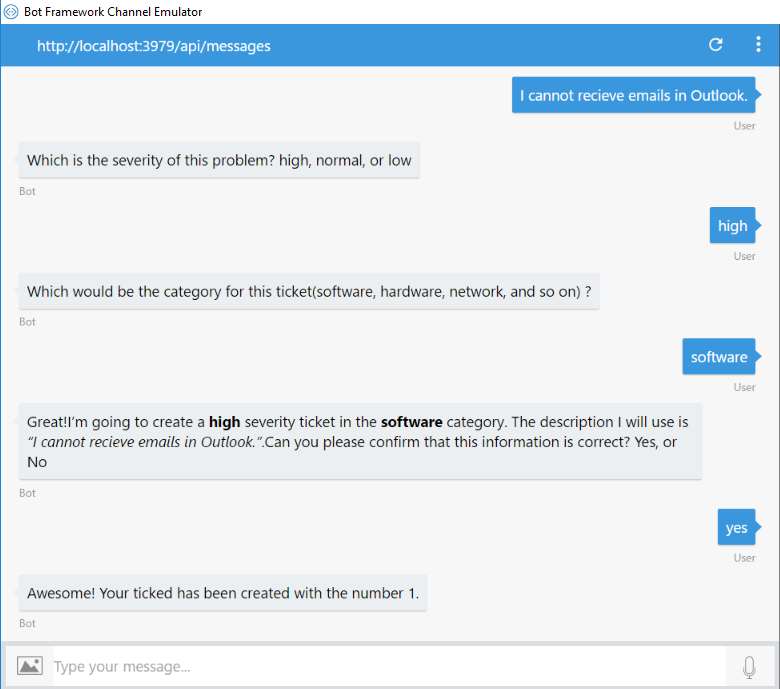 Bot Framework Channel Emulator
http://localhost:3979/api/messages
I cannot recieve emails in Outlook.
User
Which is the severity of this problem? high, normal, or low
Bot
high
User
Which would be the category for this ticket(software, hardware, network, and so on) ?
Bot
software
User
Great!I’m going to create a high severity ticket in the software category. The description I will use is
“I cannot recieve emails in Outlook.”.Can you please confirm that this information is correct? Yes, or
No
Bot
yes
User
Awesome! Your ticked has been created with the number 1.
Bot
Type your message...